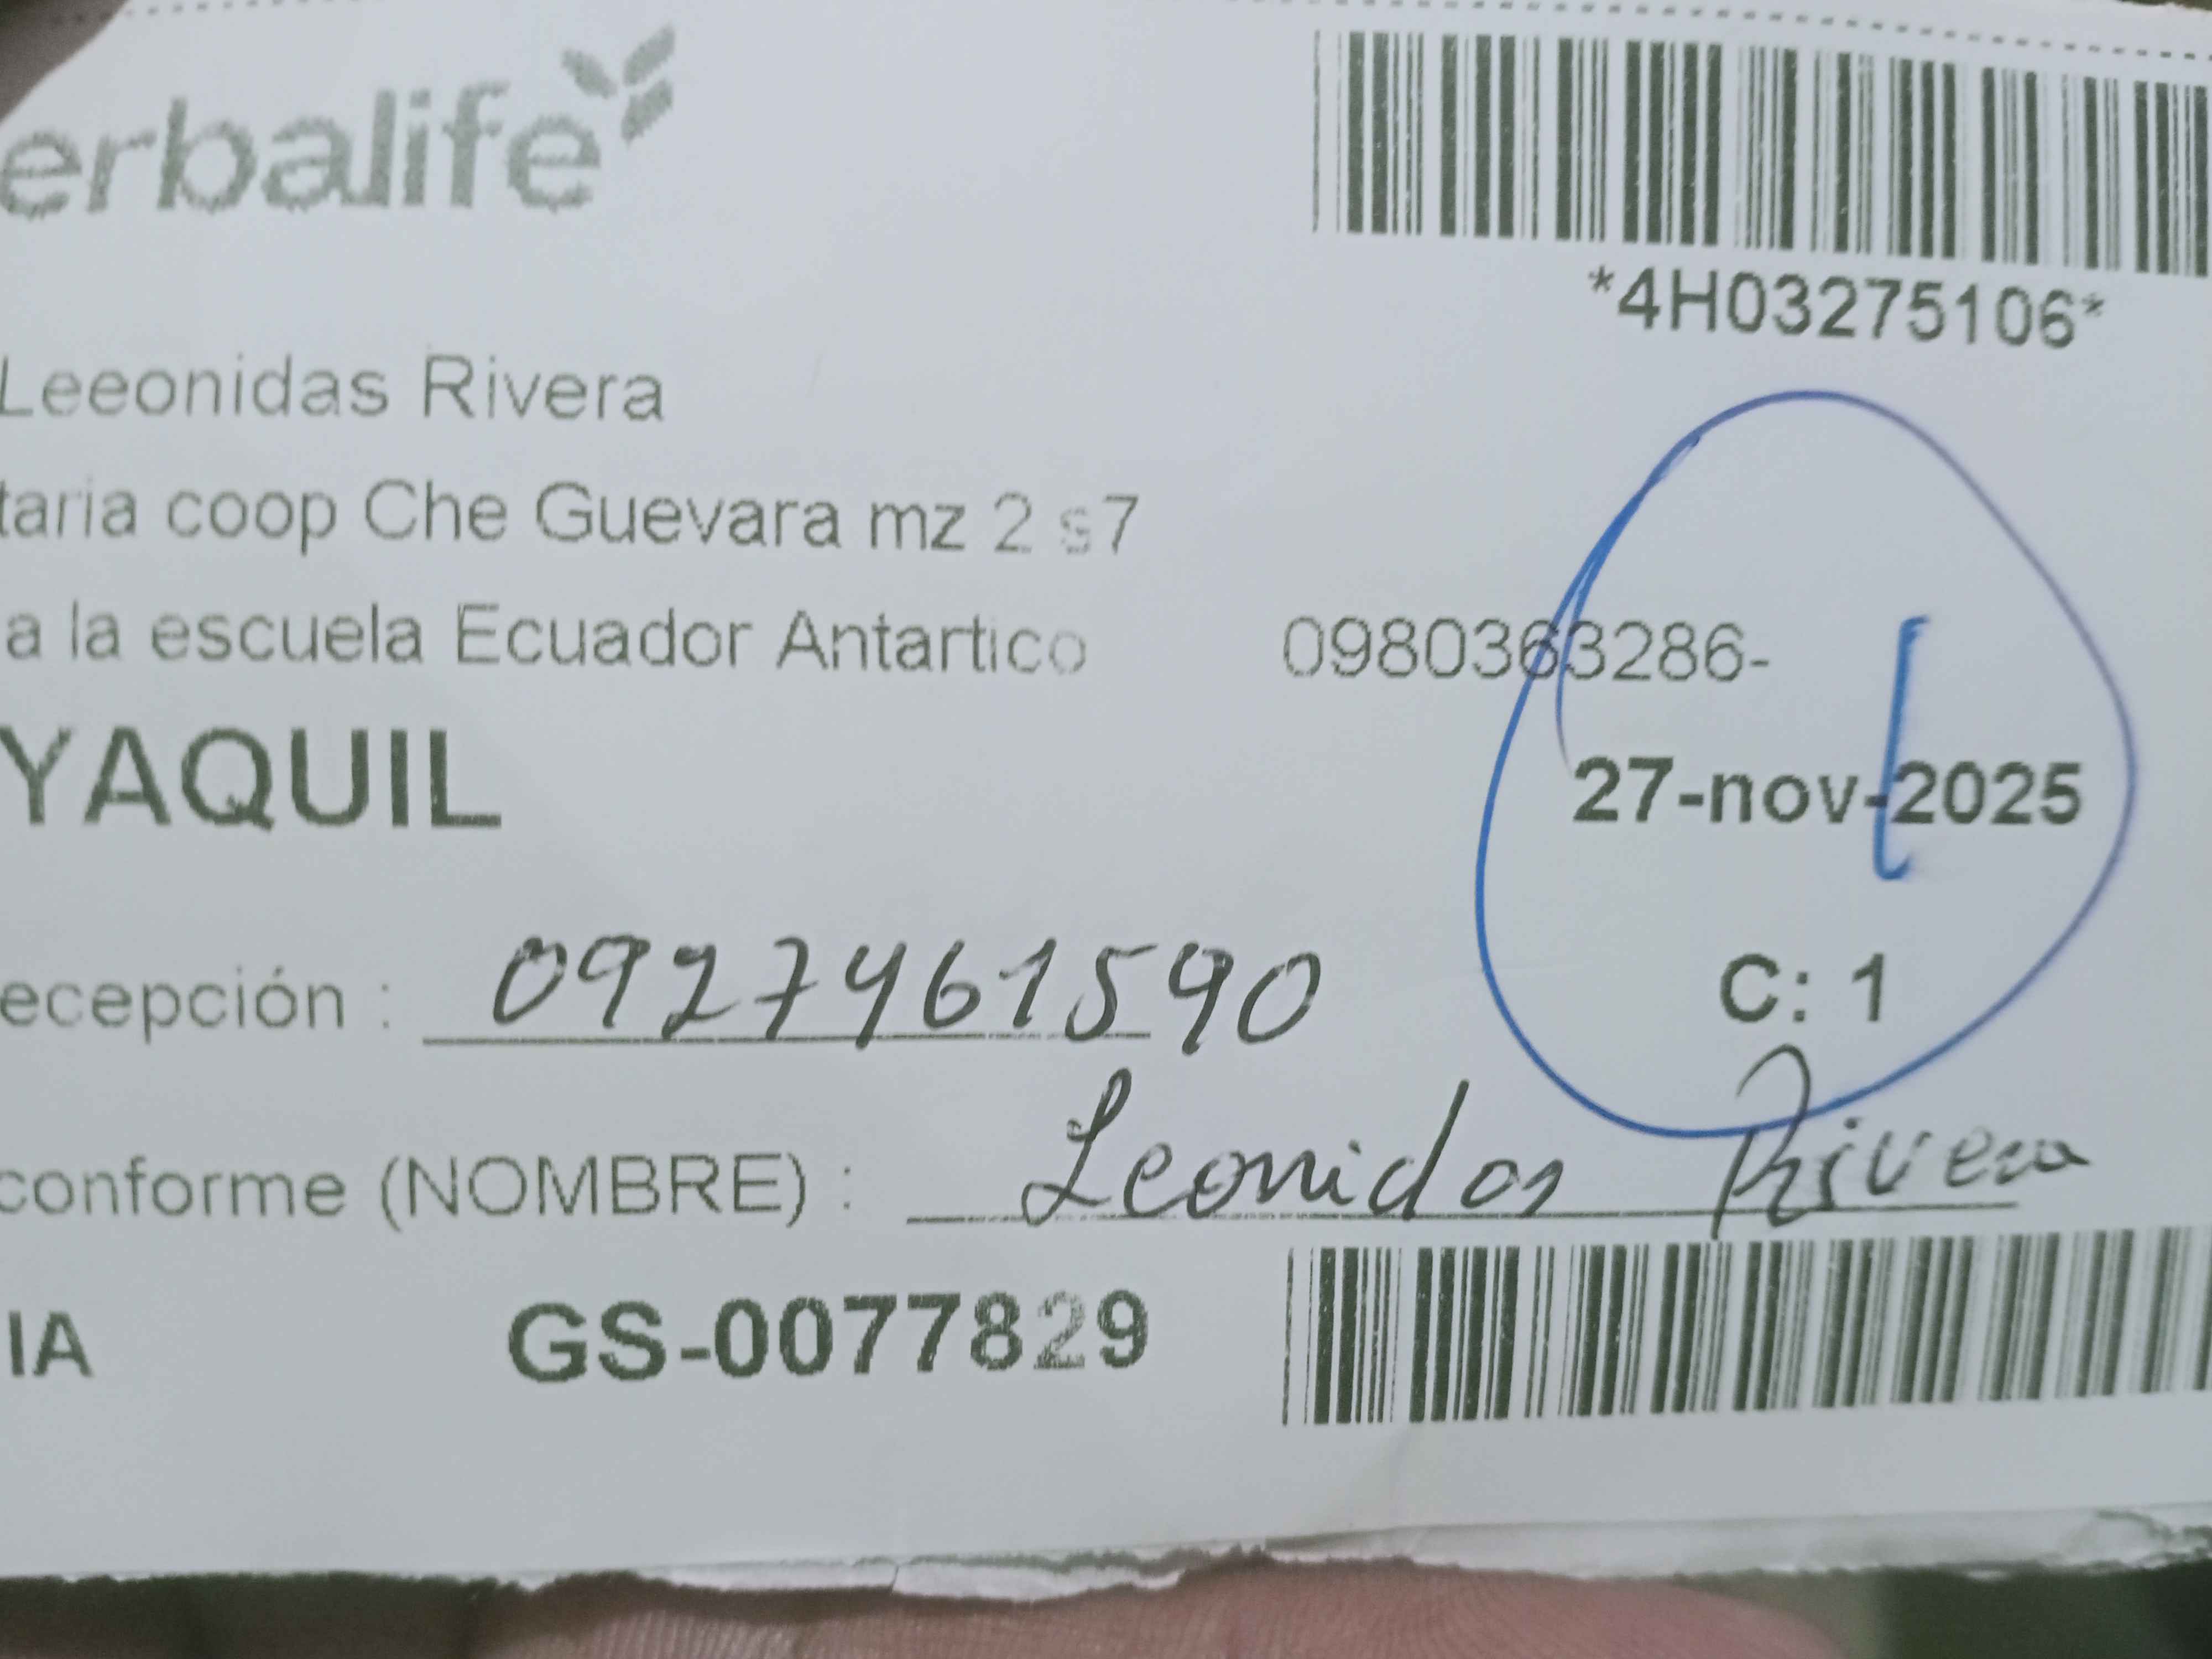 erbalife
*4H03275106*
Leeonidas Rivera
taria coop Che Guevara mz 2 s7
a la escuela Ecuador Antartico 0980363286-
YAQUIL 27-nov-2025
C: 1
ecepción : 0927461590
conforme (NOMBRE) : Leonidas Rivera
IA GS-0077829